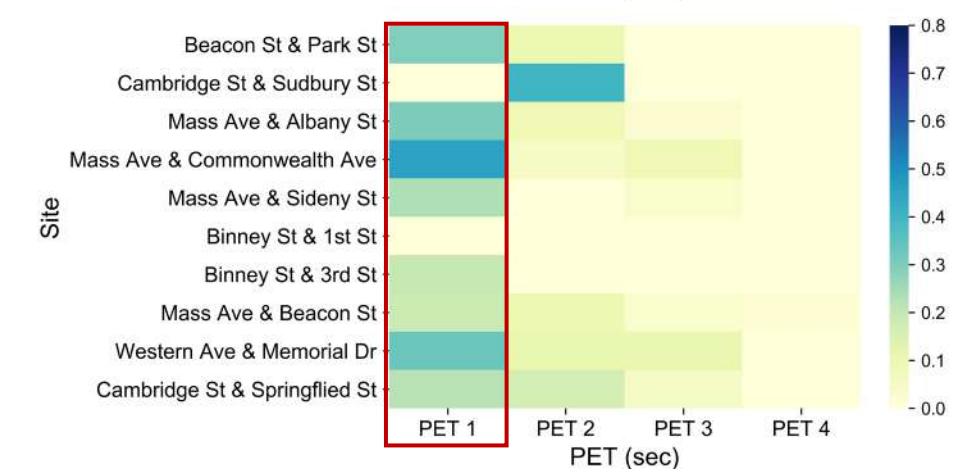 Beacon St & Park St
Cambridge St & Sudbury St
Mass Ave & Albany St
Mass Ave & Commonwealth Ave
Mass Ave & Sideny St
Binney St & 1st St
Binney St & 3rd St
Mass Ave & Beacon St
Western Ave & Memorial Dr
Cambridge St & Springflied St
Site
PET 1 PET 2 PET 3 PET 4
PET (sec)
0.8
0.7
0.6
0.5
0.4
0.3
0.2
0.1
0.0